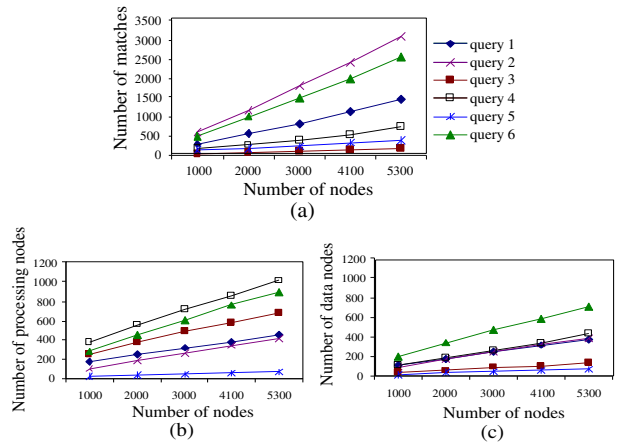 3500
3000
2500
2000
1500
1000
500
0
Number of matches
1000 2000 3000 4100 5300
Number of nodes
query 1
query 2
query 3
query 4
query 5
query 6
(a)
1200
1000
800
600
400
200
0
Number of processing nodes
1000 2000 3000 4100 5300
Number of nodes
(b)
1200
1000
800
600
400
200
0
Number of data nodes
1000 2000 3000 4100 5300
Number of nodes
(c)